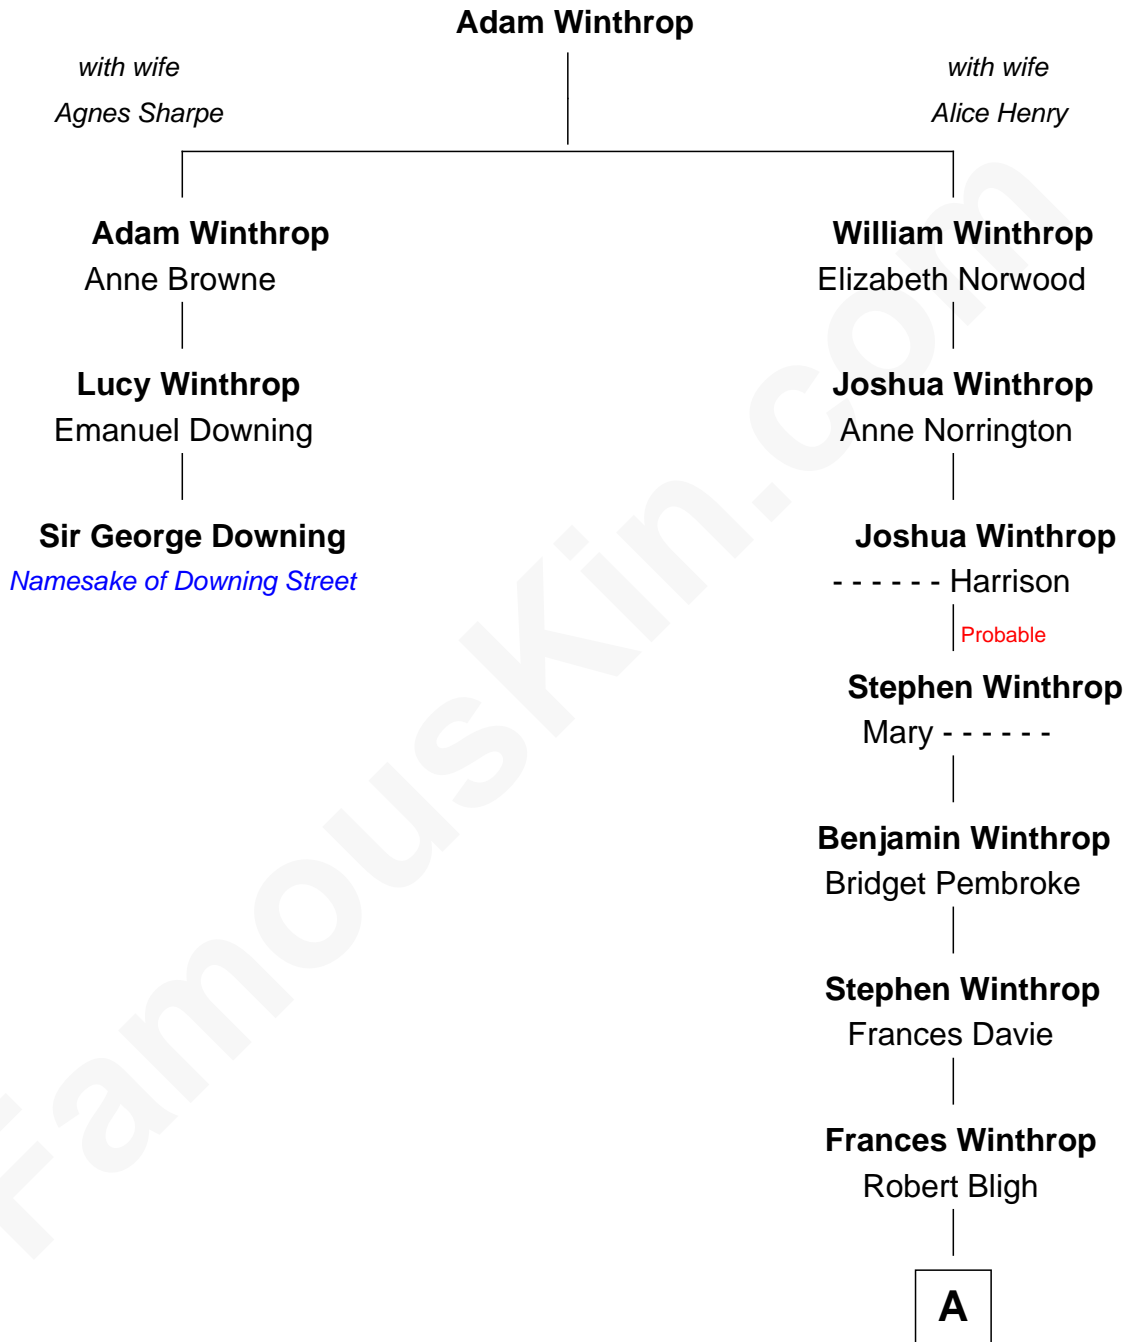 Adam Winthrop
with wife
Agnes Sharpe
with wife
Alice Henry
Adam Winthrop
Anne Browne
William Winthrop
Elizabeth Norwood
Lucy Winthrop
Emanuel Downing
Joshua Winthrop
Anne Norrington
Sir George Downing
Namesake of Downing Street
Joshua Winthrop
- - - - - - Harrison
Probable
Stephen Winthrop
Mary - - - - - -
Benjamin Winthrop
Bridget Pembroke
Stephen Winthrop
Frances Davie
Frances Winthrop
Robert Bligh
A
FamousKin.com